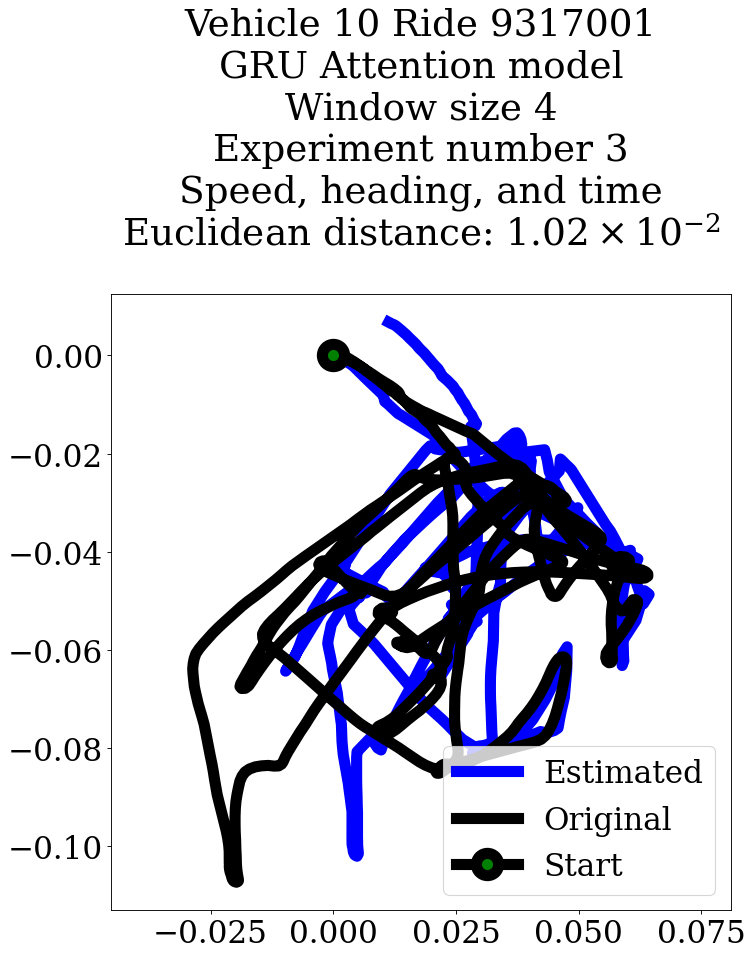 Vehicle 10 Ride 9317001
GRU Attention model
Window size 4
Experiment number 3
Speed, heading, and time
Euclidean distance: 1.02 × 10⁻²
0.00
−0.02
−0.04
−0.06
−0.08
−0.10
Estimated
Original
Start
−0.025 0.000 0.025 0.050 0.075